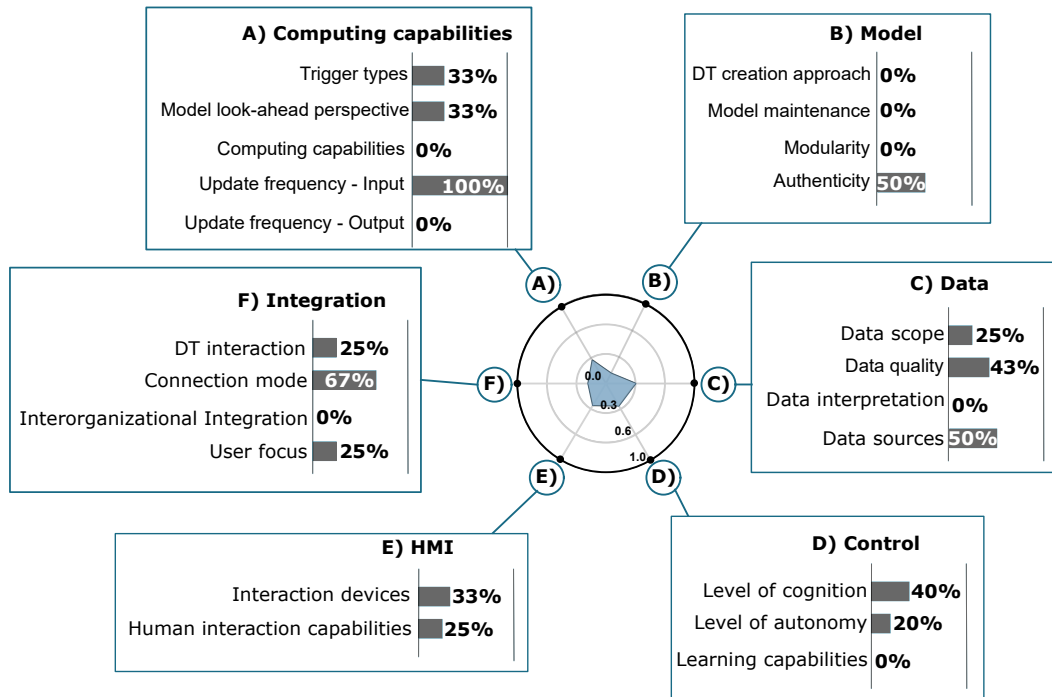 A) Computing capabilities
Trigger types 33%
Model look-ahead perspective 33%
Computing capabilities 0%
Update frequency - Input 100%
Update frequency - Output 0%
B) Model
DT creation approach 0%
Model maintenance 0%
Modularity 0%
Authenticity 50%
F) Integration
DT interaction 25%
Connection mode 67%
Interorganizational Integration 0%
User focus 25%
A)
B)
F)
C)
E)
D)
0.0
0.3
0.6
1.0
C) Data
Data scope 25%
Data quality 43%
Data interpretation 0%
Data sources 50%
E) HMI
Interaction devices 33%
Human interaction capabilities 25%
D) Control
Level of cognition 40%
Level of autonomy 20%
Learning capabilities 0%